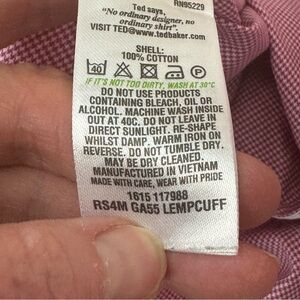 Ted says, RN95229
"No ordinary designer, no
ordinary shirt".
VISIT TED@www.tedbaker.com
SHELL:
100% COTTON
IF IT'S NOT TOO DIRTY, WASH AT 30°C
DO NOT USE PRODUCTS
CONTAINING BLEACH, OIL OR
ALCOHOL. MACHINE WASH INSIDE
OUT AT 40C. DO NOT LEAVE IN
DIRECT SUNLIGHT. RE-SHAPE
WHILST DAMP. WARM IRON ON
REVERSE. DO NOT TUMBLE DRY.
MAY BE DRY CLEANED.
MANUFACTURED IN VIETNAM
MADE WITH CARE, WEAR WITH PRIDE
1615 117988
RS4M GA55 LEMPCUFF